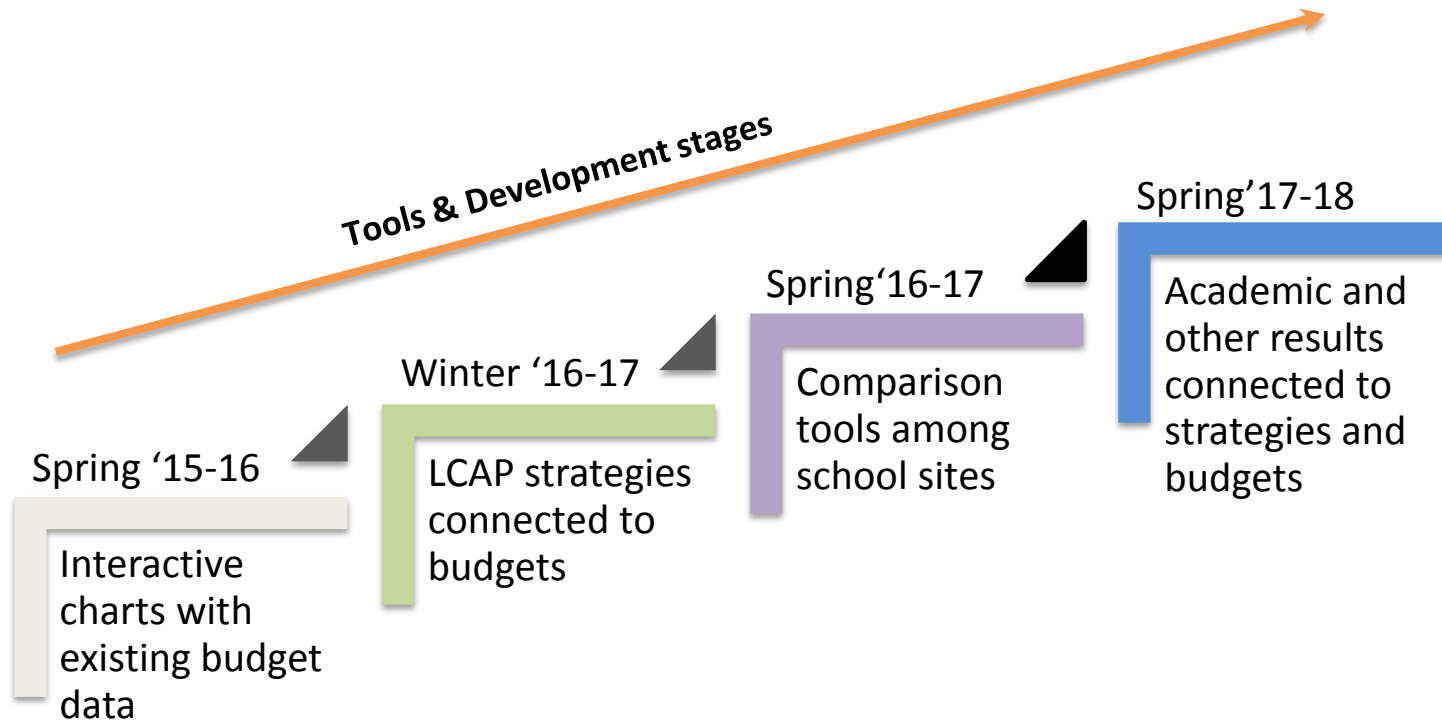 Tools & Development stages
Spring ‘15-16
Interactive
charts with
existing budget
data
Winter ‘16-17
LCAP strategies
connected to
budgets
Spring‘16-17
Comparison
tools among
school sites
Spring’17-18
Academic and
other results
connected to
strategies and
budgets